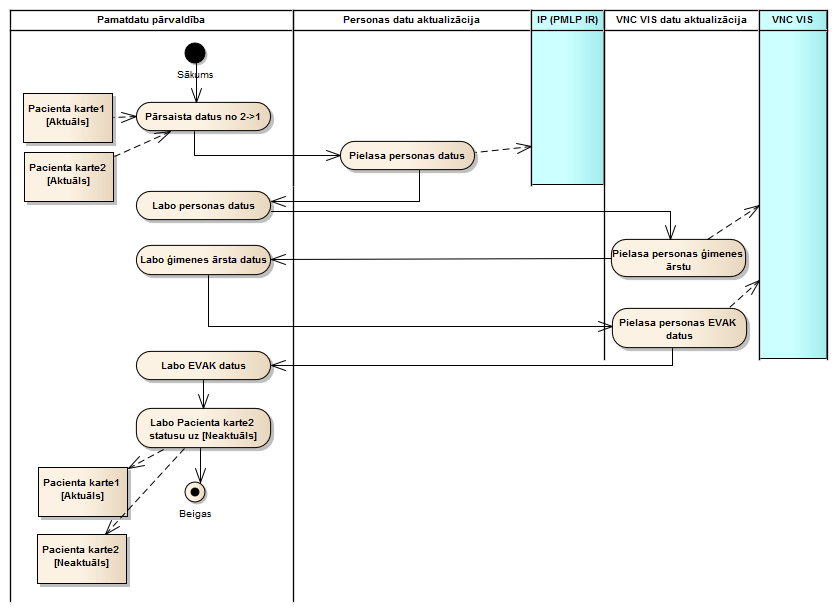 Pamatdatu pārvaldība
Personas datu aktualizācija
IP (PMLP IR)
VNC VIS datu aktualizācija
VNC VIS
Sākums
Pacienta karte1
[Aktuāls]
Pārsaista datus no 2->1
Pacienta karte2
[Aktuāls]
Pielasa personas datus
Labo personas datus
Labo ģimenes ārsta datus
Pielasa personas ģimenes
ārstu
Pielasa personas EVAK
datus
Labo EVAK datus
Labo Pacienta karte2
statusu uz [Neaktuāls]
Pacienta karte1
[Aktuāls]
Beigas
Pacienta karte2
[Neaktuāls]